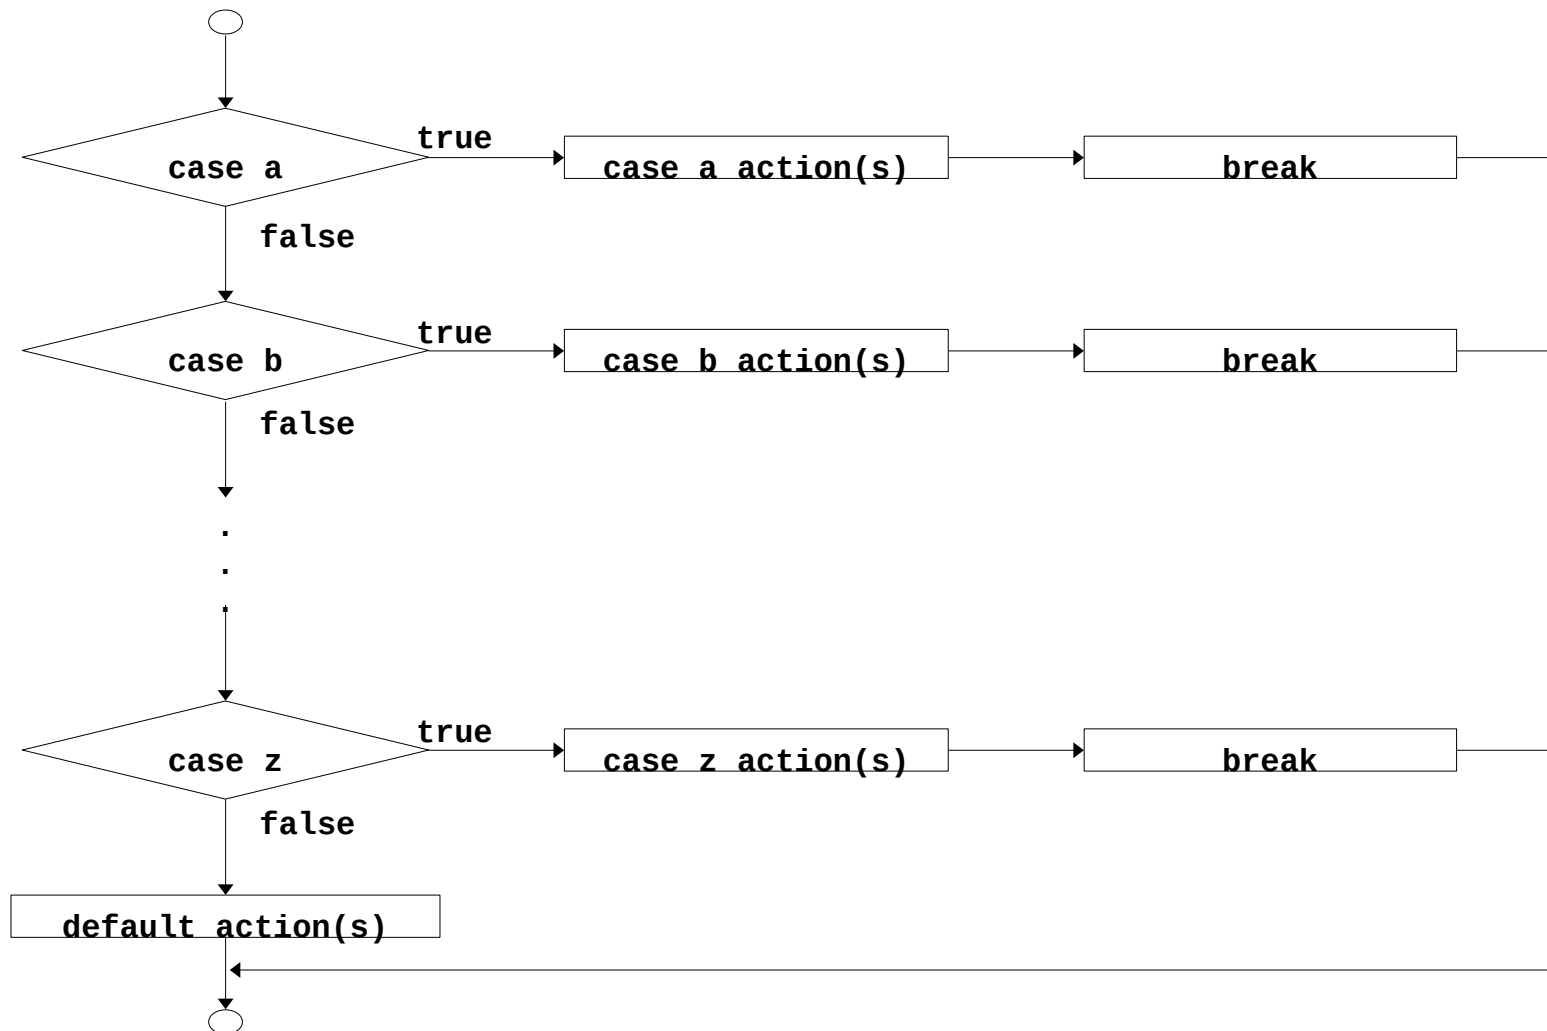 true
case a
case a action(s)
break
false
true
case b
case b action(s)
break
false
.
.
.
true
case z
case z action(s)
break
false
default action(s)